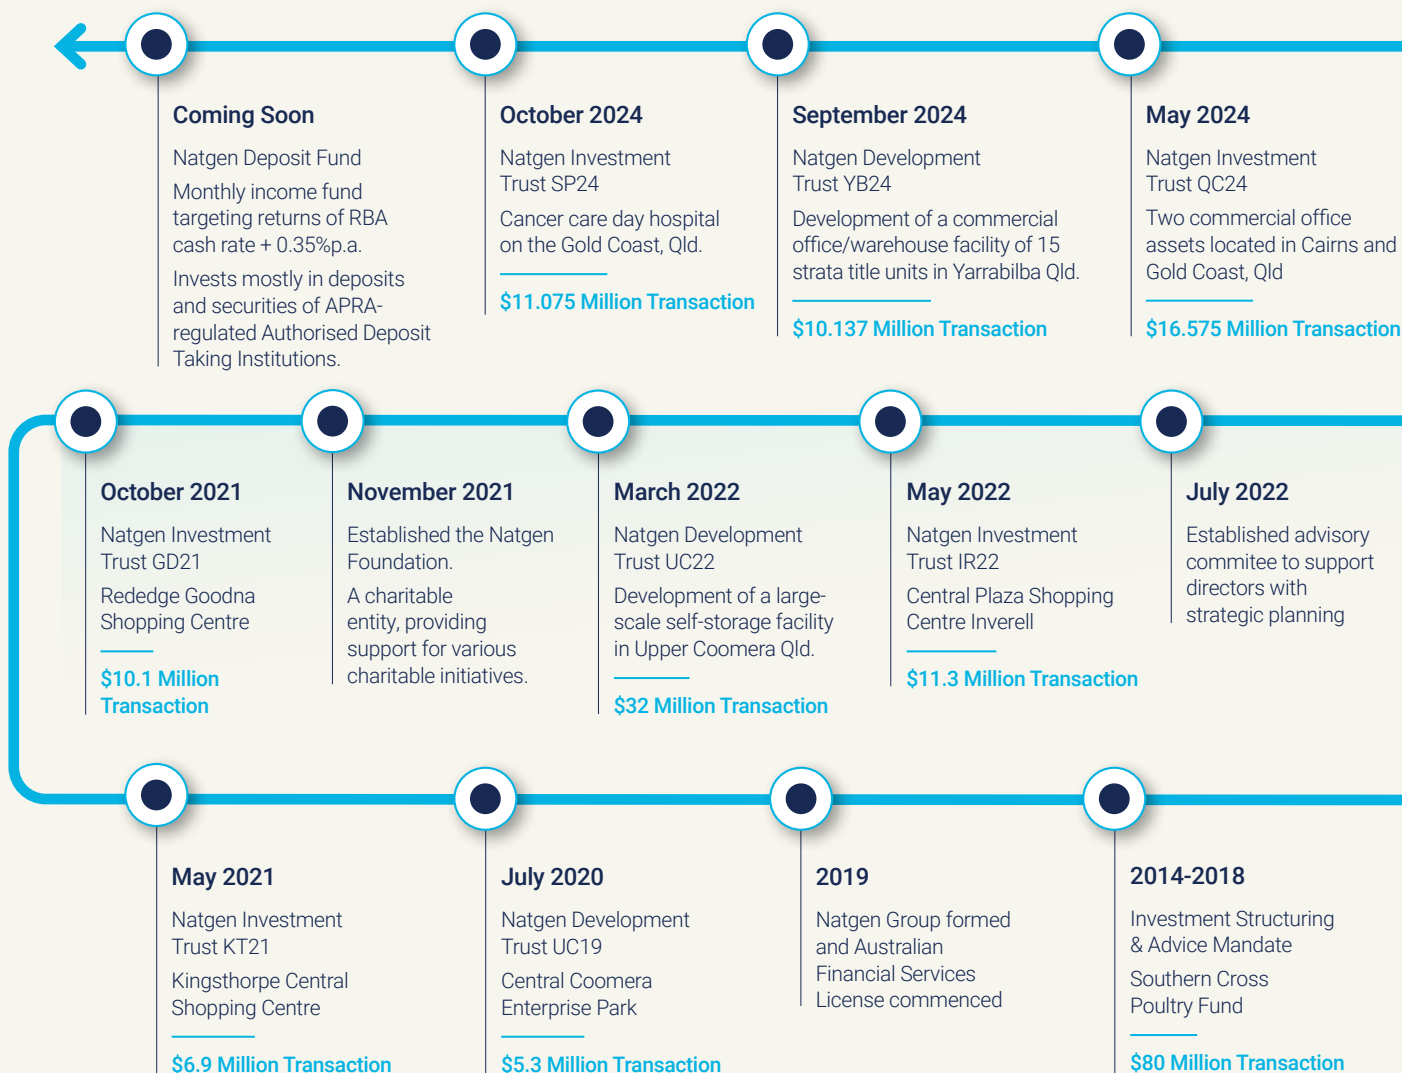 Coming Soon
Natgen Deposit Fund
Monthly income fund
targeting returns of RBA
cash rate + 0.35%p.a.
Invests mostly in deposits
and securities of APRA-
regulated Authorised Deposit
Taking Institutions.
October 2024
Natgen Investment
Trust SP24
Cancer care day hospital
on the Gold Coast, Qld.
$11.075 Million Transaction
September 2024
Natgen Development
Trust YB24
Development of a commercial
office/warehouse facility of 15
strata title units in Yarrabilba Qld.
$10.137 Million Transaction
May 2024
Natgen Investment
Trust QC24
Two commercial office
assets located in Cairns and
Gold Coast, Qld
$16.575 Million Transaction
October 2021
Natgen Investment
Trust GD21
Rededge Goodna
Shopping Centre
$10.1 Million
Transaction
November 2021
Established the Natgen
Foundation.
A charitable
entity, providing
support for various
charitable initiatives.
March 2022
Natgen Development
Trust UC22
Development of a large-
scale self-storage facility
in Upper Coomera Qld.
$32 Million Transaction
May 2022
Natgen Investment
Trust IR22
Central Plaza Shopping
Centre Inverell
$11.3 Million Transaction
July 2022
Established advisory
commitee to support
directors with
strategic planning
May 2021
Natgen Investment
Trust KT21
Kingsthorpe Central
Shopping Centre
$6.9 Million Transaction
July 2020
Natgen Development
Trust UC19
Central Coomera
Enterprise Park
$5.3 Million Transaction
2019
Natgen Group formed
and Australian
Financial Services
License commenced
2014-2018
Investment Structuring
& Advice Mandate
Southern Cross
Poultry Fund
$80 Million Transaction